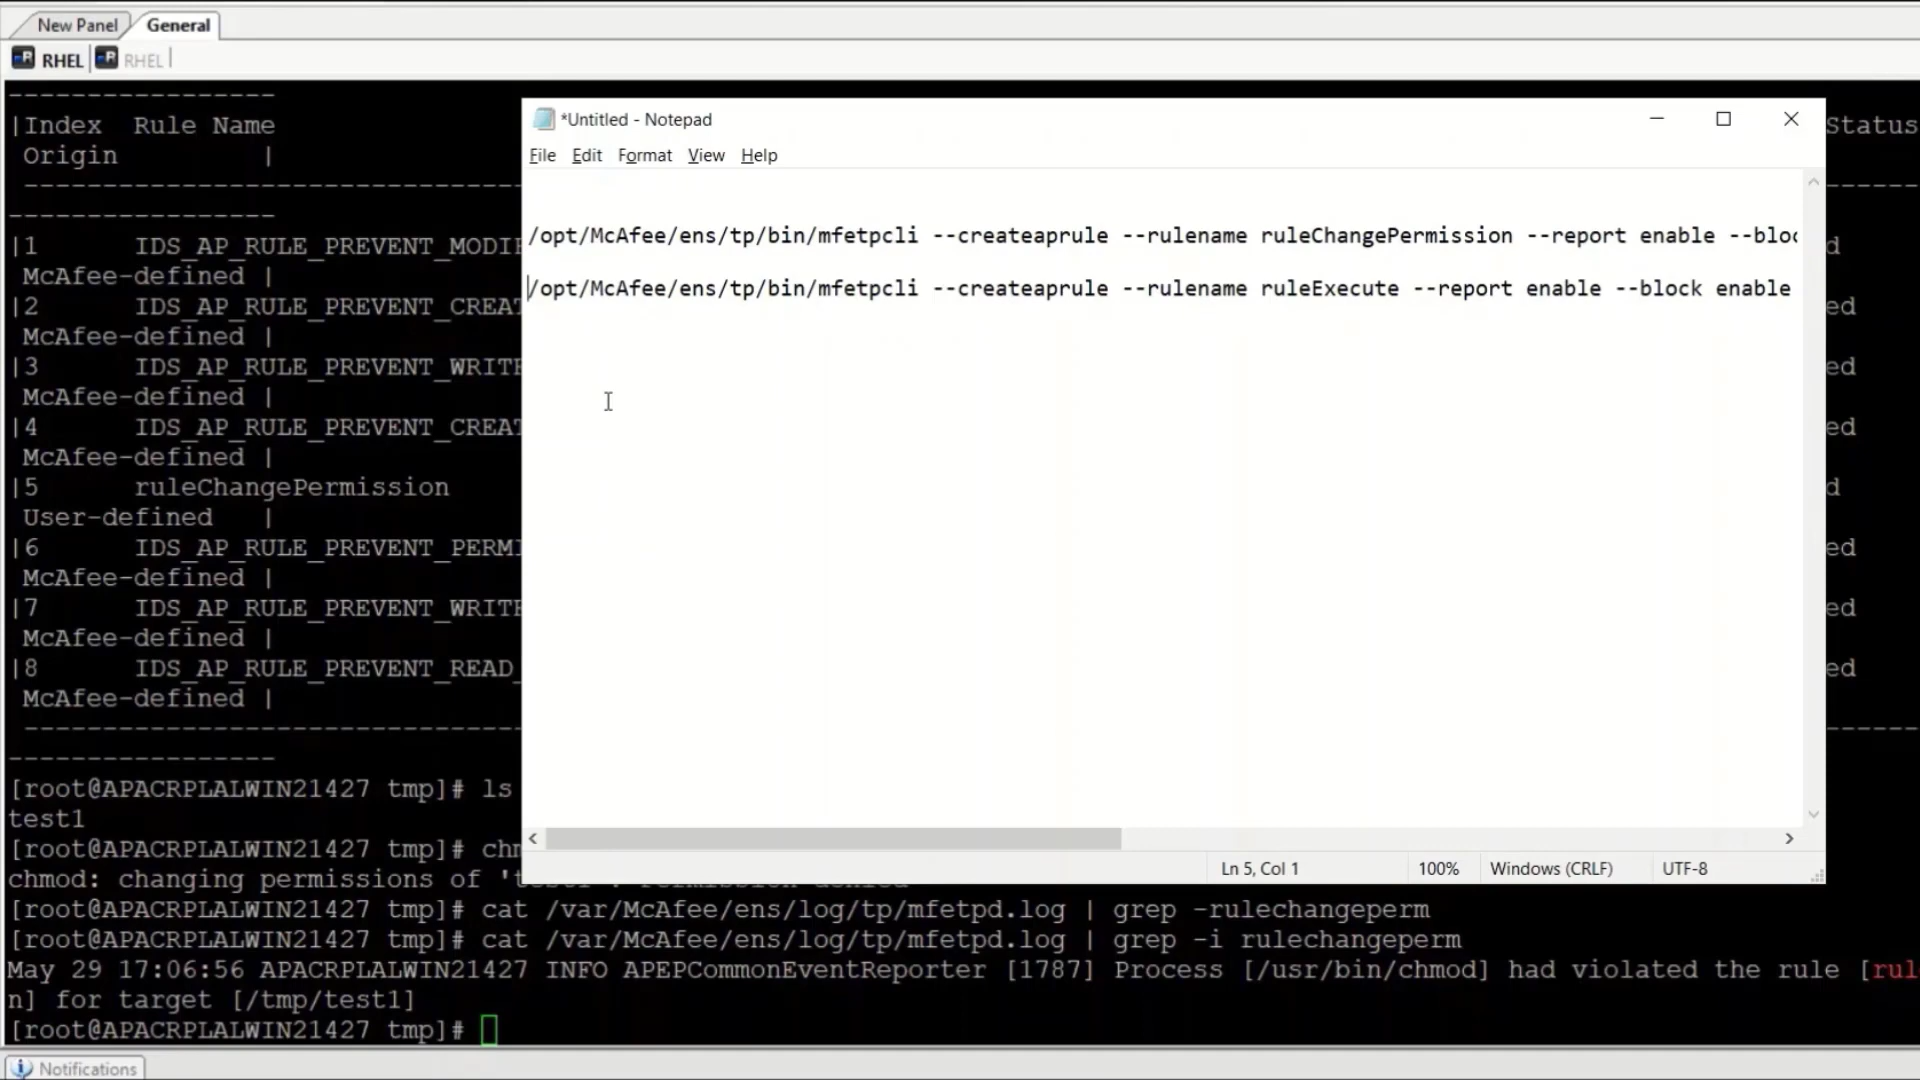 New Panel General
RHEL RHEL
-----------------
|Index Rule Name Status
Origin |
-----------------
|1 IDS_AP_RULE_PREVENT_MODI d
McAfee-defined |
|2 IDS_AP_RULE_PREVENT_CREAT ed
McAfee-defined |
|3 IDS_AP_RULE_PREVENT_WRITE ed
McAfee-defined |
|4 IDS_AP_RULE_PREVENT_CREAT ed
McAfee-defined |
|5 ruleChangePermission d
User-defined |
|6 IDS_AP_RULE_PREVENT_PERMI ed
McAfee-defined |
|7 IDS_AP_RULE_PREVENT_WRITE ed
McAfee-defined |
|8 IDS_AP_RULE_PREVENT_READ_ ed
McAfee-defined |
-----------------
*Untitled - Notepad
File Edit Format View Help
/opt/McAfee/ens/tp/bin/mfetpcli --createaprule --rulename ruleChangePermission --report enable --bloc
/opt/McAfee/ens/tp/bin/mfetpcli --createaprule --rulename ruleExecute --report enable --block enable
Ln 5, Col 1 100% Windows (CRLF) UTF-8
[root@APACRPLALWIN21427 tmp]# ls
test1
[root@APACRPLALWIN21427 tmp]# chm
chmod: changing permissions of
[root@APACRPLALWIN21427 tmp]# cat /var/McAfee/ens/log/tp/mfetpd.log | grep -rulechangeperm
[root@APACRPLALWIN21427 tmp]# cat /var/McAfee/ens/log/tp/mfetpd.log | grep -i rulechangeperm
May 29 17:06:56 APACRPLALWIN21427 INFO APEPCommonEventReporter [1787] Process [/usr/bin/chmod] had violated the rule [rul
n] for target [/tmp/test1]
[root@APACRPLALWIN21427 tmp]#
Notifications